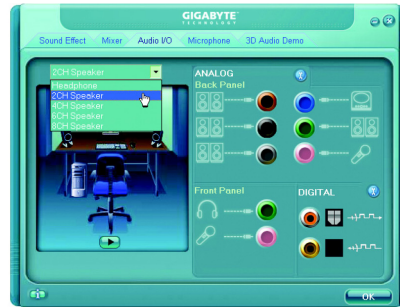 GIGABYTE
TECHNOLOGY
Sound Effect Mixer Audio I/O Microphone 3D Audio Demo
2CH Speaker
Headphone
2CH Speaker
4CH Speaker
6CH Speaker
8CH Speaker
ANALOG
Back Panel
Front Panel
DIGITAL
OK